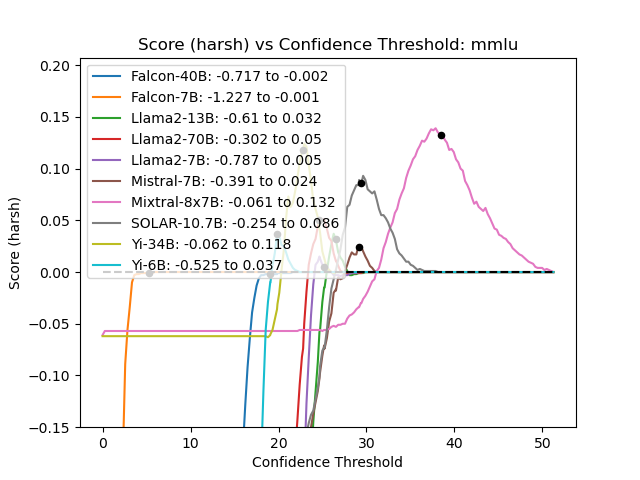 Score (harsh) vs Confidence Threshold: mmlu
Falcon-40B: -0.717 to -0.002
Falcon-7B: -1.227 to -0.001
Llama2-13B: -0.61 to 0.032
Llama2-70B: -0.302 to 0.05
Llama2-7B: -0.787 to 0.005
Mistral-7B: -0.391 to 0.024
Mixtral-8x7B: -0.061 to 0.132
SOLAR-10.7B: -0.254 to 0.086
Yi-34B: -0.062 to 0.118
Yi-6B: -0.525 to 0.037
Score (harsh)
0.20
0.15
0.10
0.05
0.00
−0.05
−0.10
−0.15
0 10 20 30 40 50
Confidence Threshold